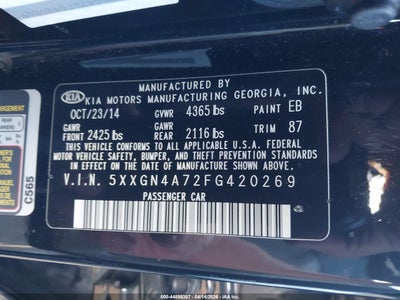 MANUFACTURED BY
KIA KIA MOTORS MANUFACTURING GEORGIA, INC.
OCT/23/14 GVWR 4365 lbs PAINT EB
GAWR FRONT 2425 lbs GAWR REAR 2116 lbs TRIM 87
THIS VEHICLE CONFORMS TO ALL APPLICABLE U.S.A. FEDERAL
MOTOR VEHICLE SAFETY, BUMPER, AND THEFT PREVENTION STANDARDS
IN EFFECT ON THE DATE OF MANUFACTURE SHOWN ABOVE.
V.I.N. 5XXGN4A72FG420269
PASSENGER CAR
C565